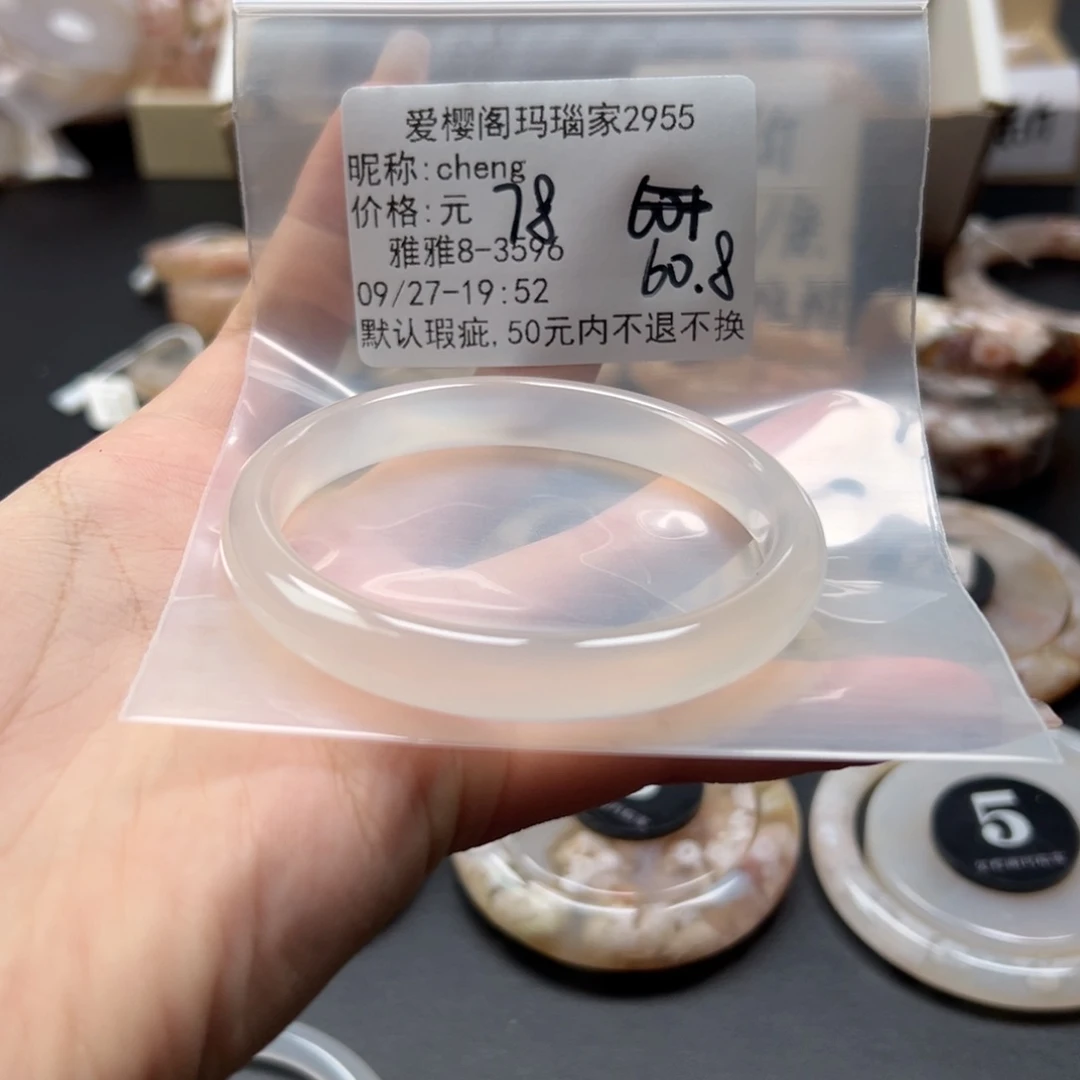 爱樱阁玛瑙家2955
昵称:cheng
价格:元 78
雅雅8-3596
60.8
09/27-19:52
默认瑕疵,50元内不退不换
5